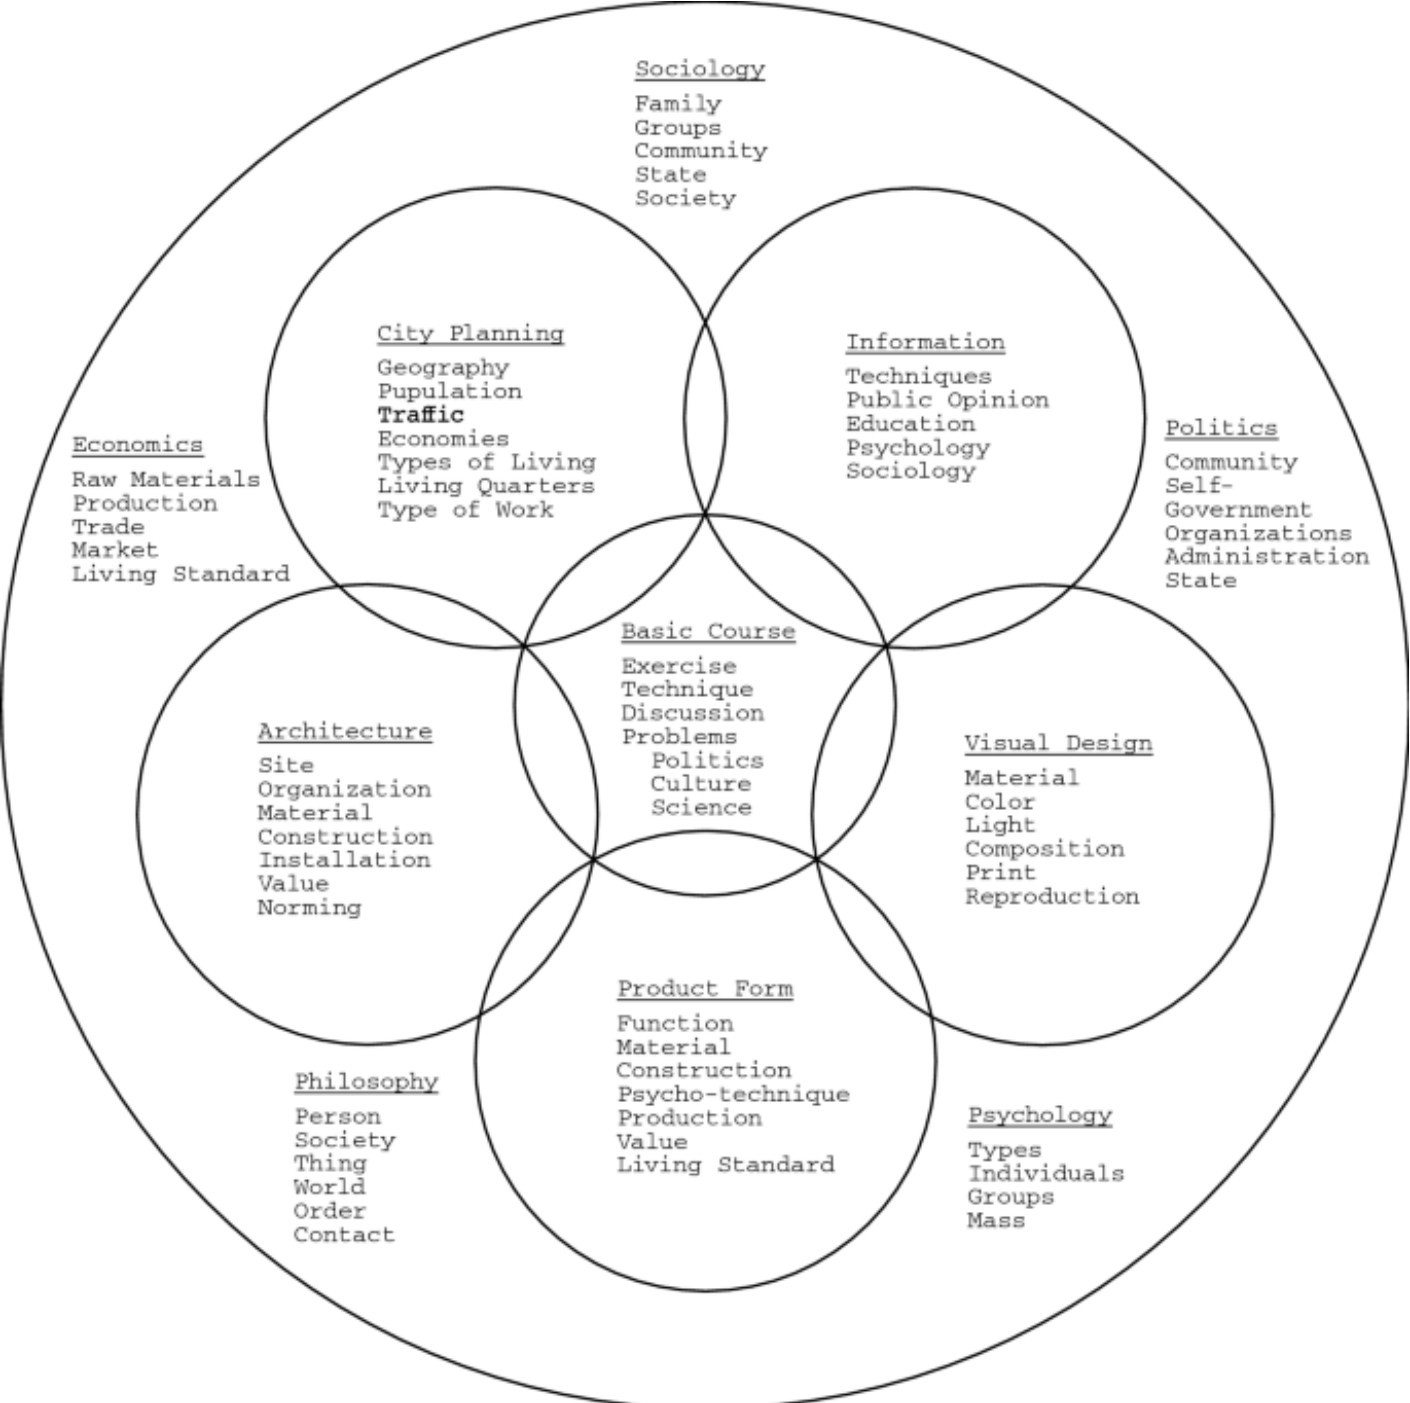 Sociology
Family
Groups
Community
State
Society
City Planning
Geography
Pupulation
Traffic
Economies
Types of Living
Living Quarters
Type of Work
Information
Techniques
Public Opinion
Education
Psychology
Sociology
Economics
Raw Materials
Production
Trade
Market
Living Standard
Politics
Community
Self-
Government
Organizations
Administration
State
Basic Course
Exercise
Technique
Discussion
Problems
Politics
Culture
Science
Architecture
Site
Organization
Material
Construction
Installation
Value
Norming
Visual Design
Material
Color
Light
Composition
Print
Reproduction
Product Form
Function
Material
Construction
Psycho-technique
Production
Value
Living Standard
Philosophy
Person
Society
Thing
World
Order
Contact
Psychology
Types
Individuals
Groups
Mass